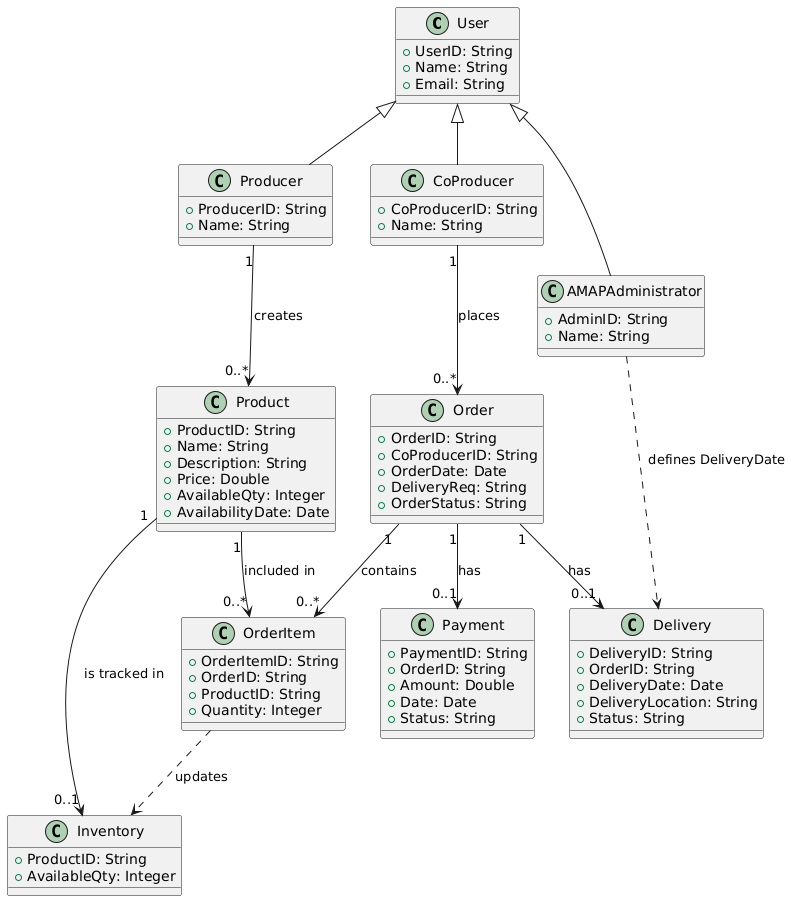 C User
UserID: String
Name: String
Email: String
C Producer
ProducerID: String
Name: String
C CoProducer
CoProducerID: String
Name: String
C AMAPAdministrator
AdminID: String
Name: String
1
creates
0..*
1
places
0..*
defines DeliveryDate
C Product
ProductID: String
Name: String
Description: String
Price: Double
AvailableQty: Integer
AvailabilityDate: Date
C Order
OrderID: String
CoProducerID: String
OrderDate: Date
DeliveryReq: String
OrderStatus: String
1
is tracked in
0..1
1
included in
0..*
1
contains
0..*
1
has
0..1
1
has
0..1
C OrderItem
OrderItemID: String
OrderID: String
ProductID: String
Quantity: Integer
C Payment
PaymentID: String
OrderID: String
Amount: Double
Date: Date
Status: String
C Delivery
DeliveryID: String
OrderID: String
DeliveryDate: Date
DeliveryLocation: String
Status: String
updates
C Inventory
ProductID: String
AvailableQty: Integer